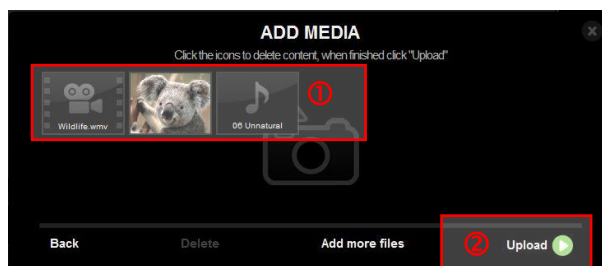 ADD MEDIA
Click the icons to delete content, when finished click "Upload"
①
Wildlife.wmv
06 Unnatural
Back
Delete
Add more files
②
Upload